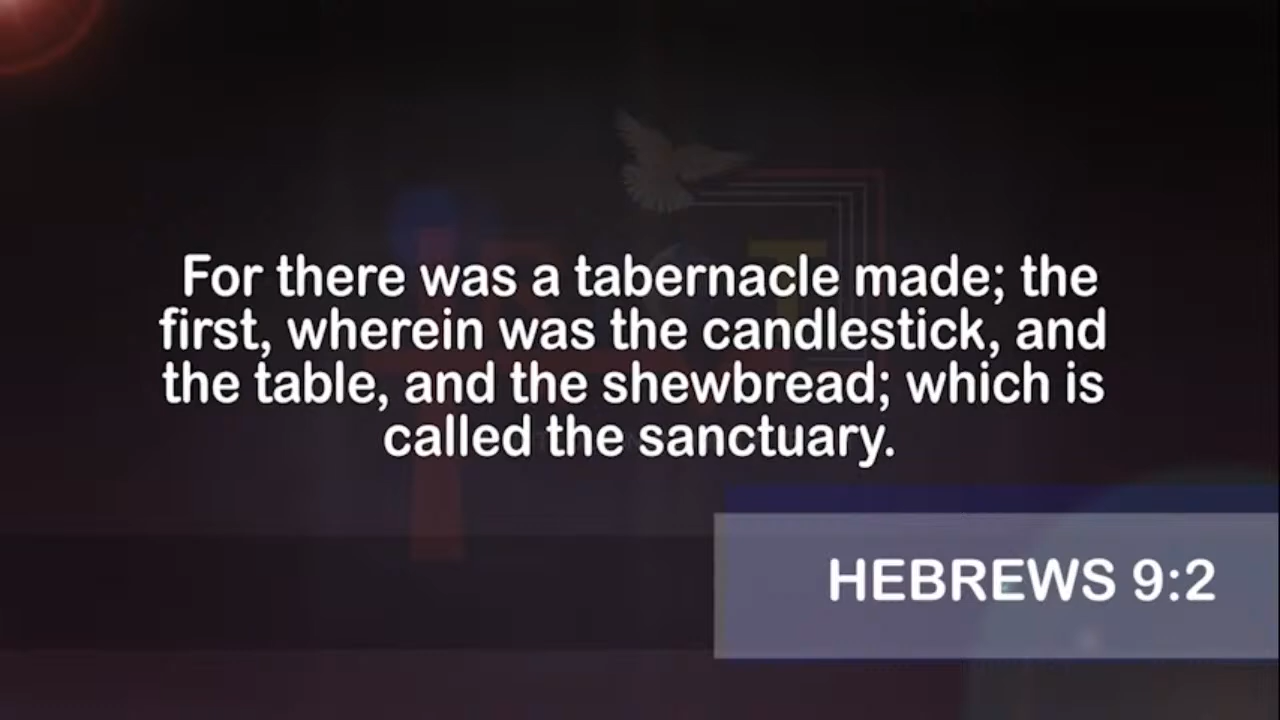 For there was a tabernacle made; the
first, wherein was the candlestick, and
the table, and the shewbread; which is
called the sanctuary.
HEBREWS 9:2